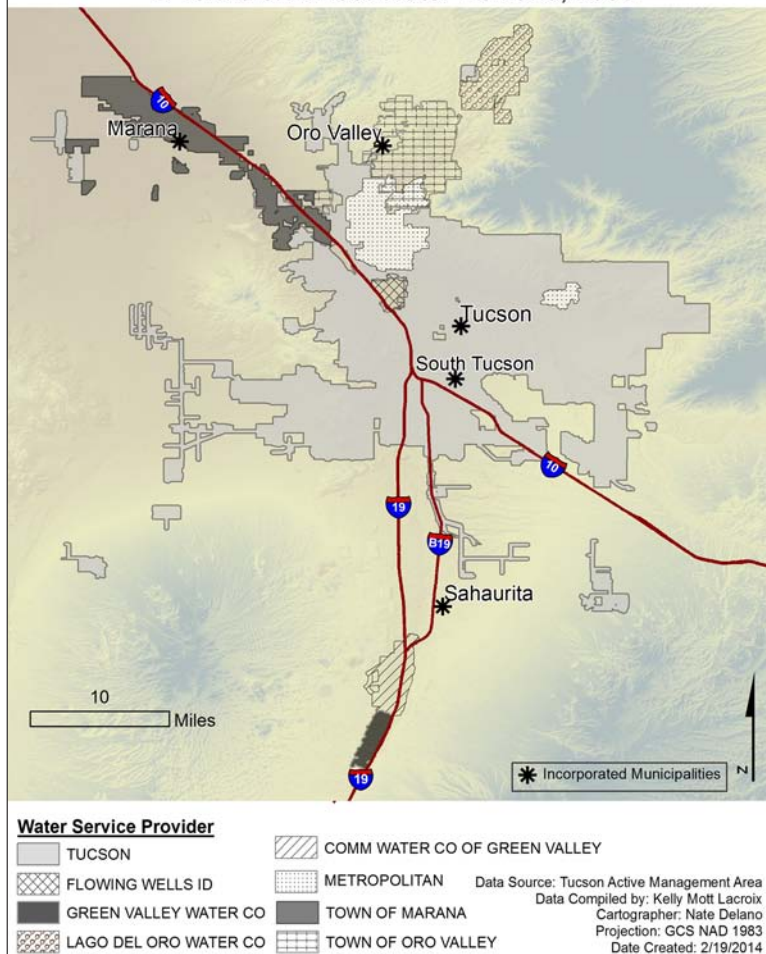 10
Marana
Oro Valley
Tucson
South Tucson
10
19
B19
Sahaurita
10
Miles
19
Incorporated Municipalities
N
Water Service Provider
TUCSON
FLOWING WELLS ID
GREEN VALLEY WATER CO
LAGO DEL ORO WATER CO
COMM WATER CO OF GREEN VALLEY
METROPOLITAN
TOWN OF MARANA
TOWN OF ORO VALLEY
Data Source: Tucson Active Management Area
Data Compiled by: Kelly Mott Lacroix
Cartographer: Nate Delano
Projection: GCS NAD 1983
Date Created: 2/19/2014